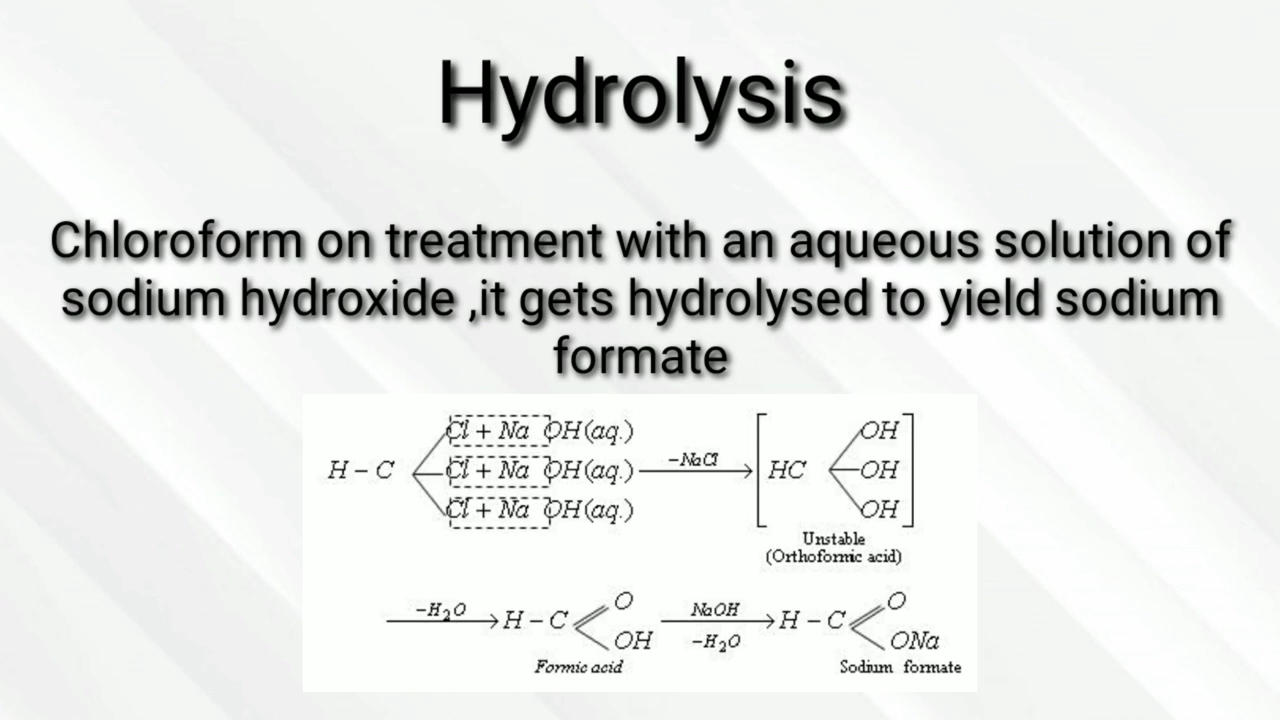 Hydrolysis
Chloroform on treatment with an aqueous solution of
sodium hydroxide ,it gets hydrolysed to yield sodium
formate
Cl + Na OH(aq.)
H – C Cl + Na OH(aq.) –NaCl HC OH
Cl + Na OH(aq.)
OH
OH
Unstable
(Orthoformic acid)
–H₂O H – C O OH NaOH –H₂O H – C O ONa
Formic acid
Sodium formate